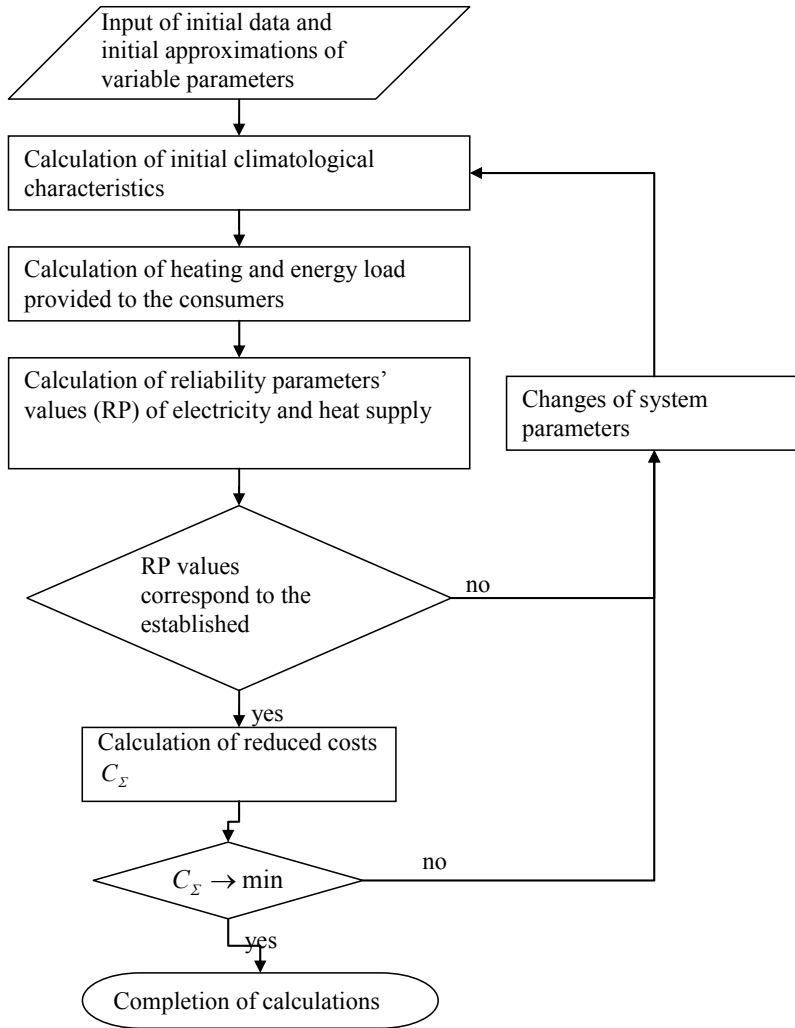 Input of initial data and
initial approximations of
variable parameters
Calculation of initial climatological
characteristics
Calculation of heating and energy load
provided to the consumers
Calculation of reliability parameters’
values (RP) of electricity and heat supply
Changes of system
parameters
RP values
correspond to the
established
no
yes
Calculation of reduced costs
C_Σ
C_Σ → min
no
yes
Completion of calculations